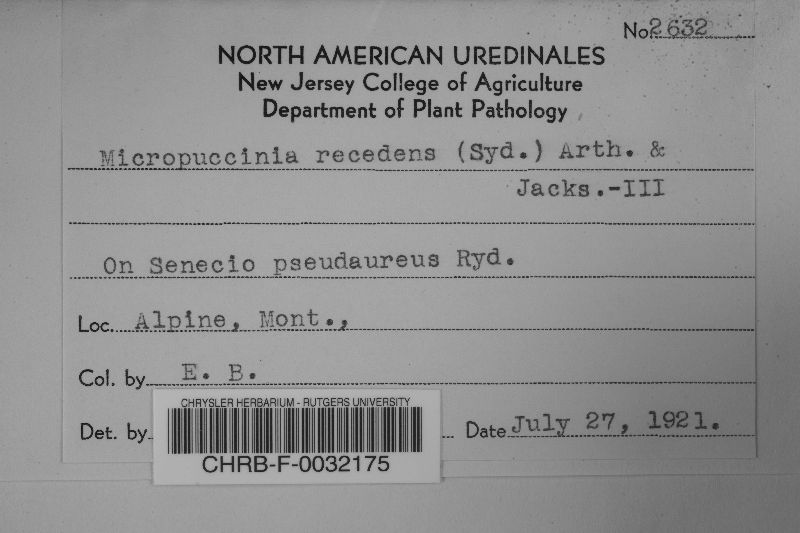 No. 2632
NORTH AMERICAN UREDINALES
New Jersey College of Agriculture
Department of Plant Pathology
Micropuccinia recedens (Syd.) Arth. &
Jacks.-III
On Senecio pseudaureus Ryd.
Loc. Alpine, Mont.,
Col. by E. B.
Det. by
Date July 27, 1921.
CHRYSLER HERBARIUM - RUTGERS UNIVERSITY
CHRB-F-0032175